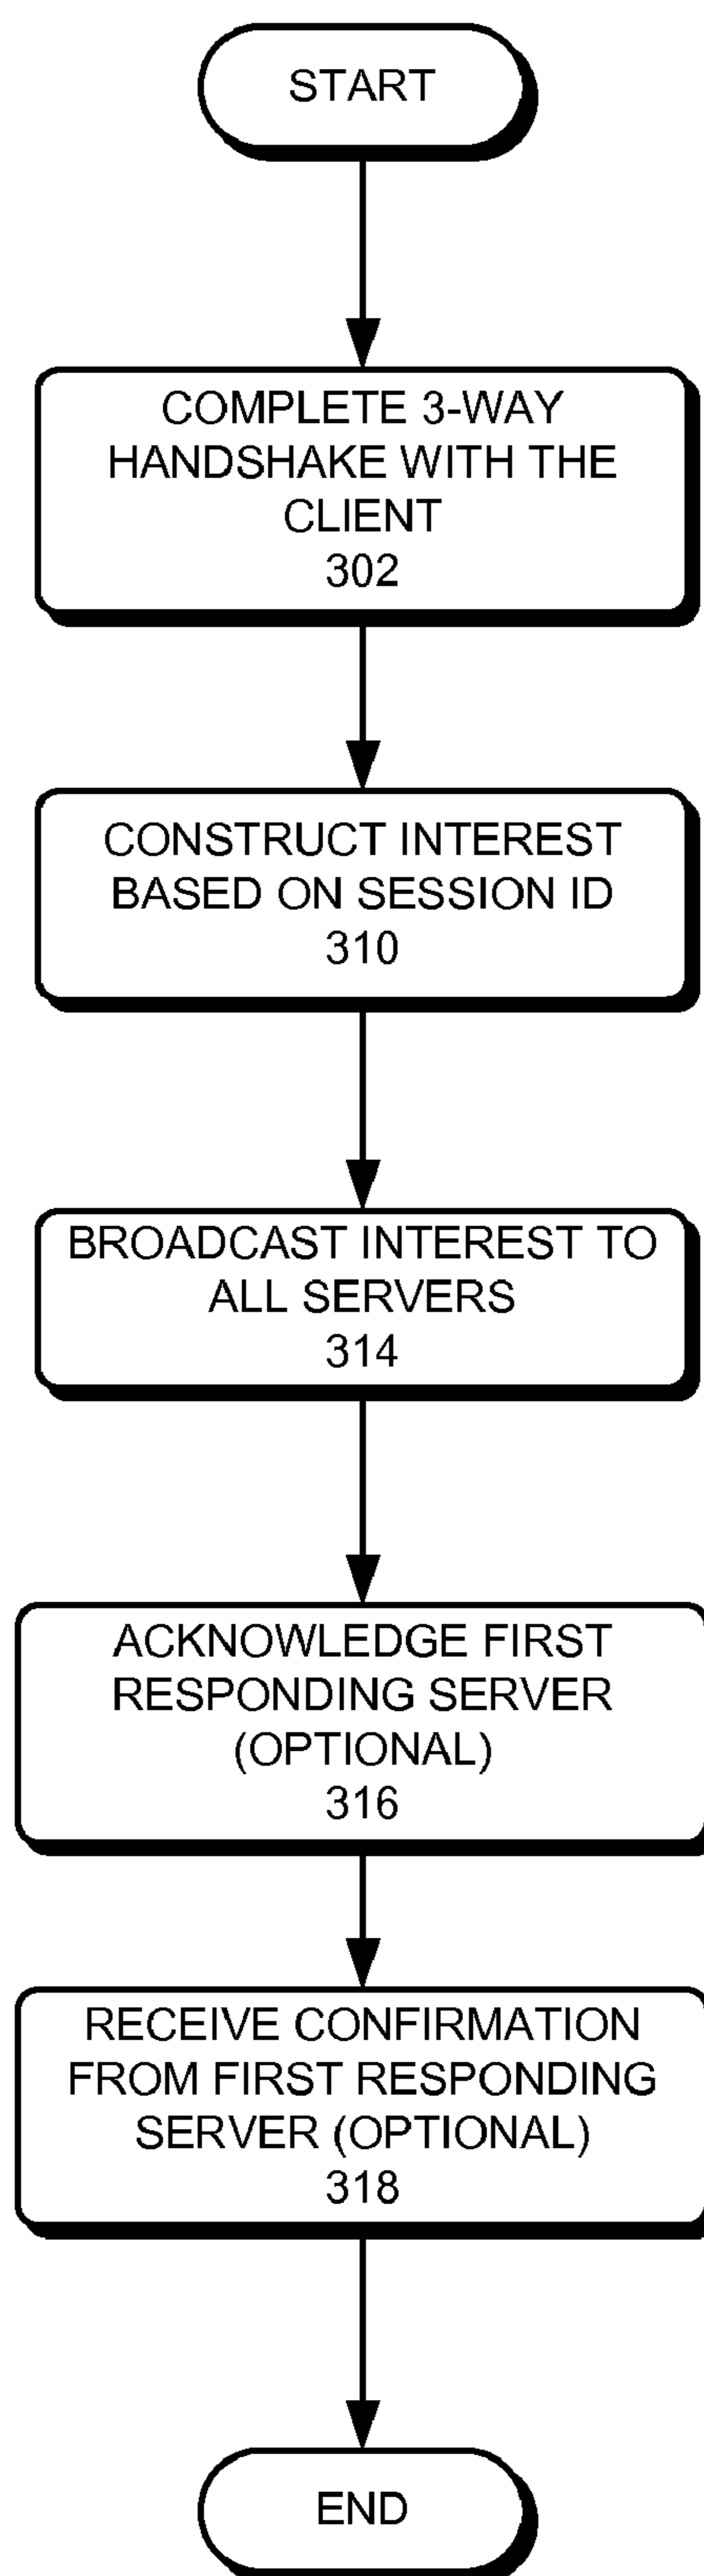 START
COMPLETE 3-WAY
HANDSHAKE WITH THE
CLIENT
302
CONSTRUCT INTEREST
BASED ON SESSION ID
310
BROADCAST INTEREST TO
ALL SERVERS
314
ACKNOWLEDGE FIRST
RESPONDING SERVER
(OPTIONAL)
316
RECEIVE CONFIRMATION
FROM FIRST RESPONDING
SERVER (OPTIONAL)
318
END